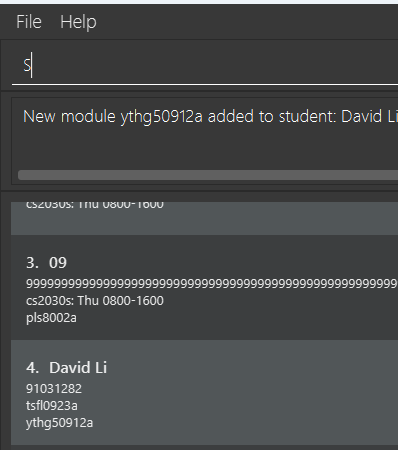 File Help
S
New module ythg50912a added to student: David Li
cs2030s: Thu 0800-1600
3. 09
99999999999999999999999999999999999999999999999999999
cs2030s: Thu 0800-1600
pls8002a
4. David Li
91031282
tsfl0923a
ythg50912a